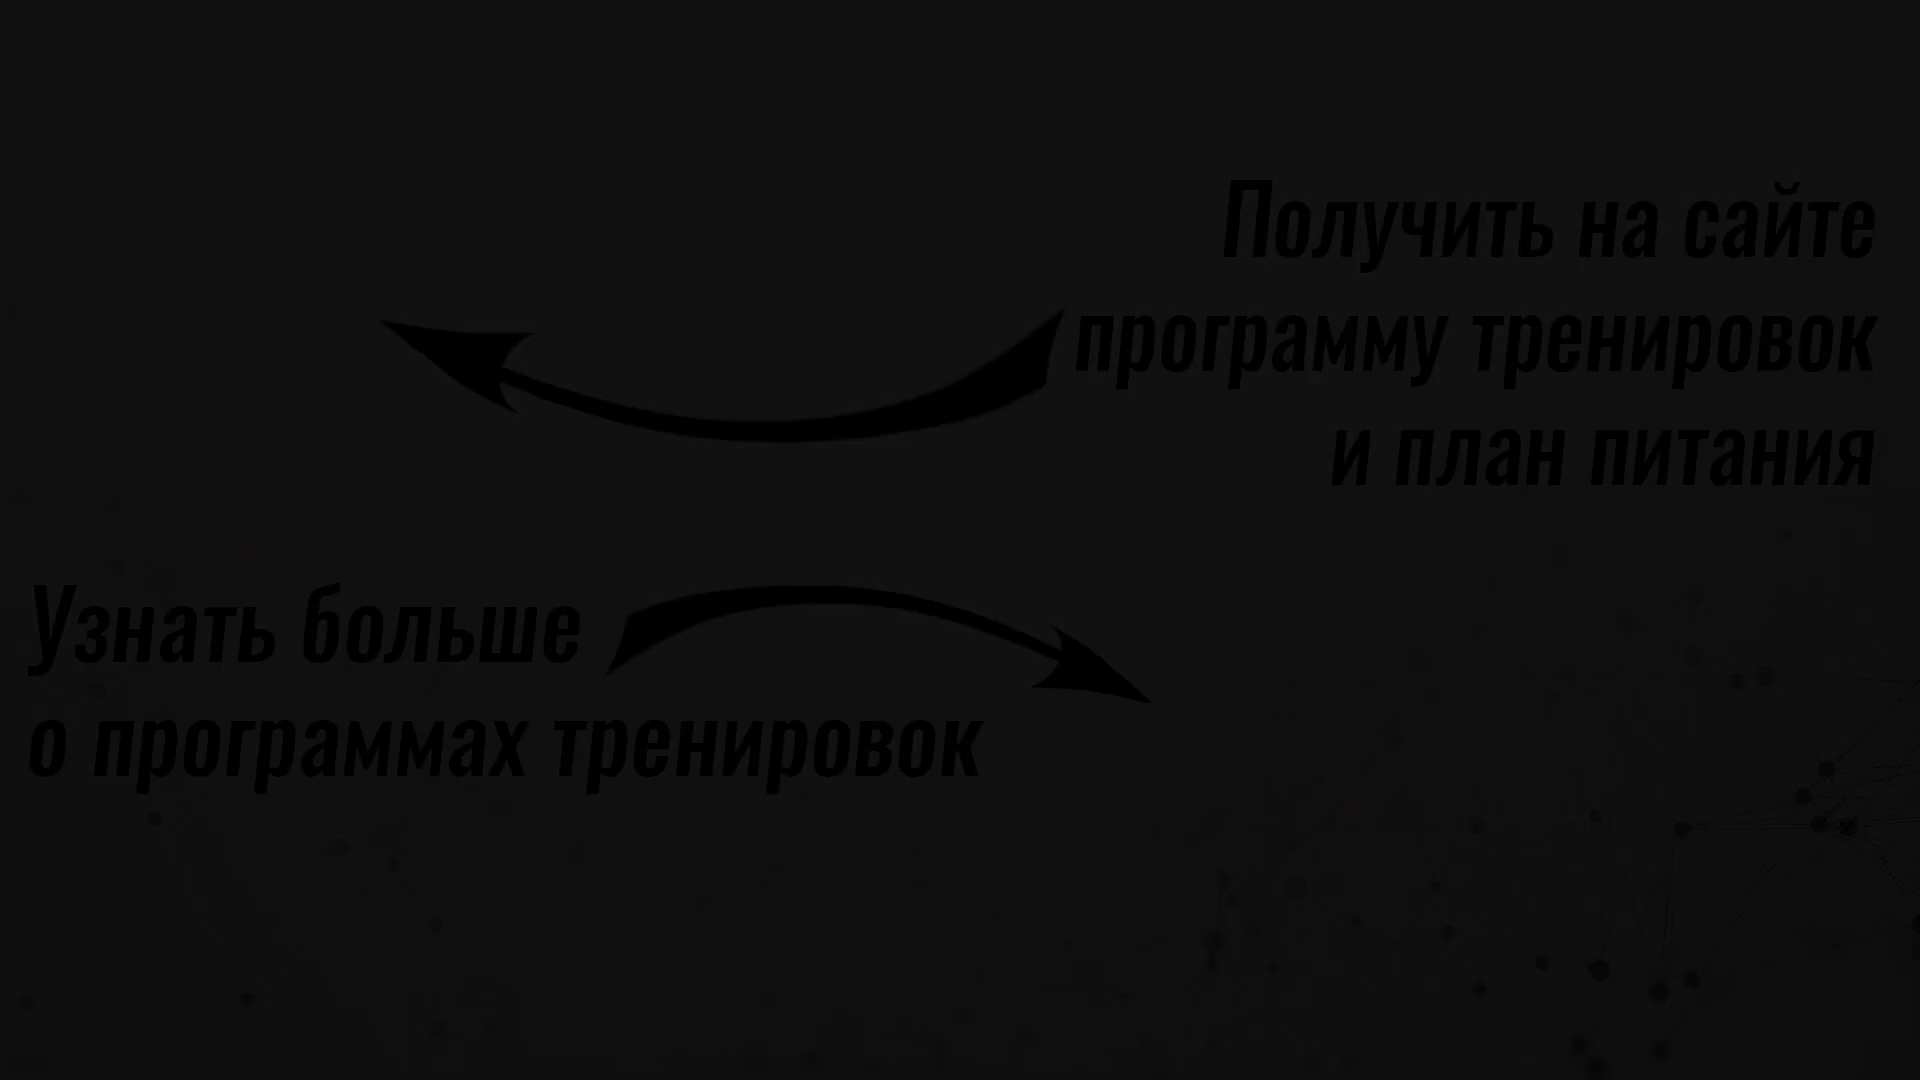 Получить на сайте
программу тренировок
и план питания
Узнать больше
о программах тренировок